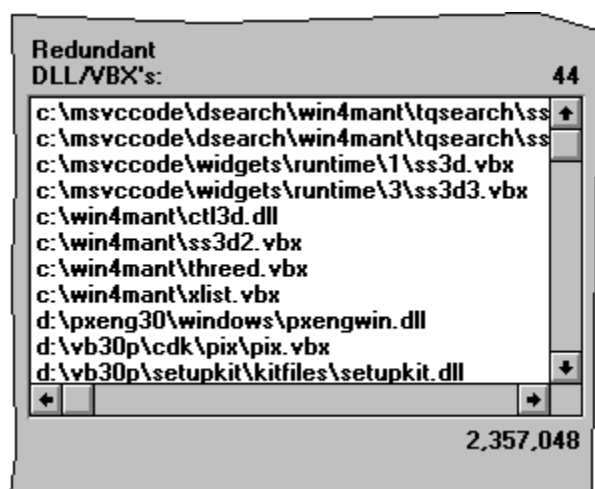 Redundant
DLL/VBX's: 44
c:\msvccode\dsearch\win4mant\tqsearch\ss
c:\msvccode\dsearch\win4mant\tqsearch\ss
c:\msvccode\widgets\runtime\1\ss3d.vbx
c:\msvccode\widgets\runtime\3\ss3d3.vbx
c:\win4mant\ctl3d.dll
c:\win4mant\ss3d2.vbx
c:\win4mant\threed.vbx
c:\win4mant\xlist.vbx
d:\pxeng30\windows\pxengwin.dll
d:\vb30p\cdk\pix\pix.vbx
d:\vb30p\setupkit\kitfiles\setupkit.dll
2,357,048